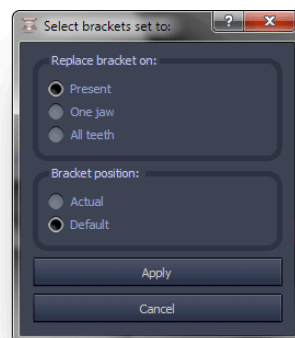 Select brackets set to:
?
X
Replace bracket on:
Present
One jaw
All teeth
Bracket position:
Actual
Default
Apply
Cancel